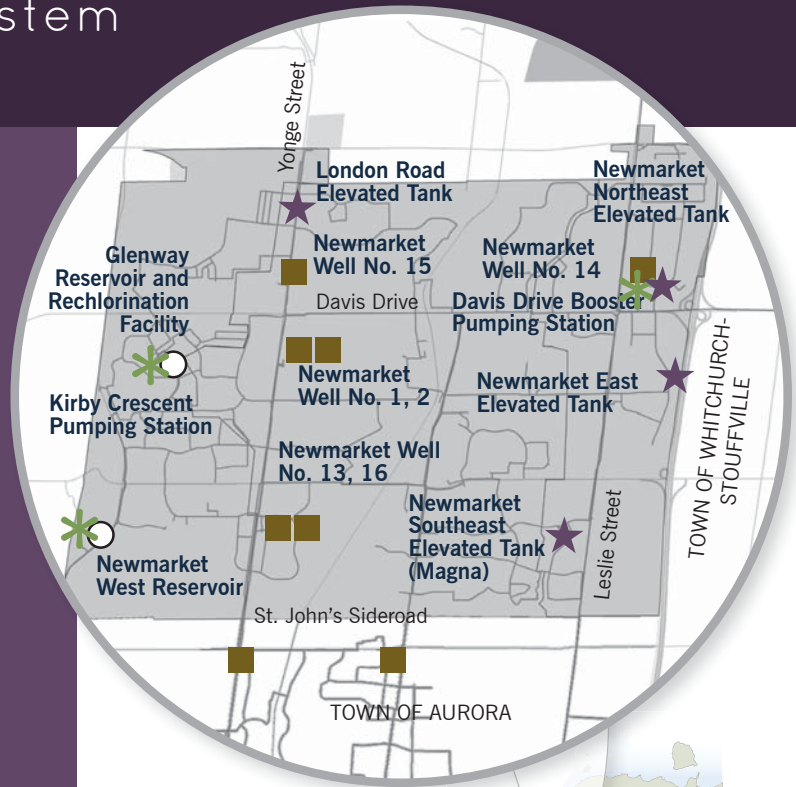 stem
Yonge Street
London Road
Elevated Tank
Newmarket
Northeast
Elevated Tank
Newmarket
Well No. 15
Newmarket
Well No. 14
Glenway
Reservoir and
Rechlorination
Facility
Davis Drive
Davis Drive Booster
Pumping Station
Newmarket
Well No. 1, 2
Newmarket East
Elevated Tank
Kirby Crescent
Pumping Station
TOWN OF WHITCHURCH-
STOUFFVILLE
Newmarket Well
No. 13, 16
Newmarket
Southeast
Elevated Tank
(Magna)
Leslie Street
Newmarket
West Reservoir
St. John's Sideroad
TOWN OF AURORA